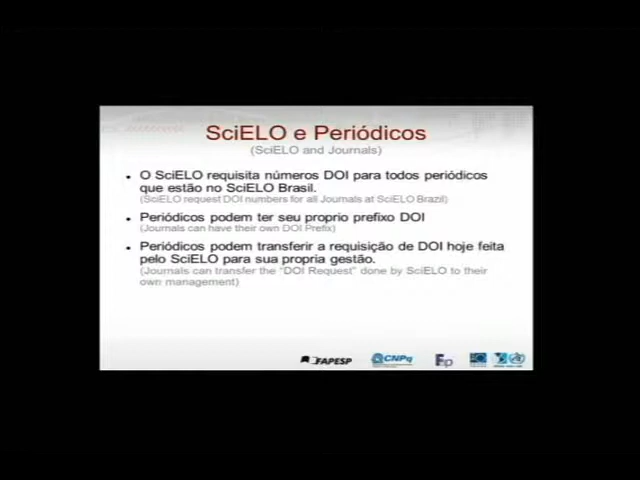 SciELO e Periódicos
(SciELO and Journals)
• O SciELO requisita números DOI para todos periódicos
que estão no SciELO Brasil.
(SciELO request DOI numbers for all Journals at SciELO Brazil)
• Periódicos podem ter seu proprio prefixo DOI
(Journals can have their own DOI Prefix)
• Periódicos podem transferir a requisição de DOI hoje feita
pelo SciELO para sua propria gestão.
(Journals can transfer the "DOI Request" done by SciELO to their
own management)
FAPESP CNPq